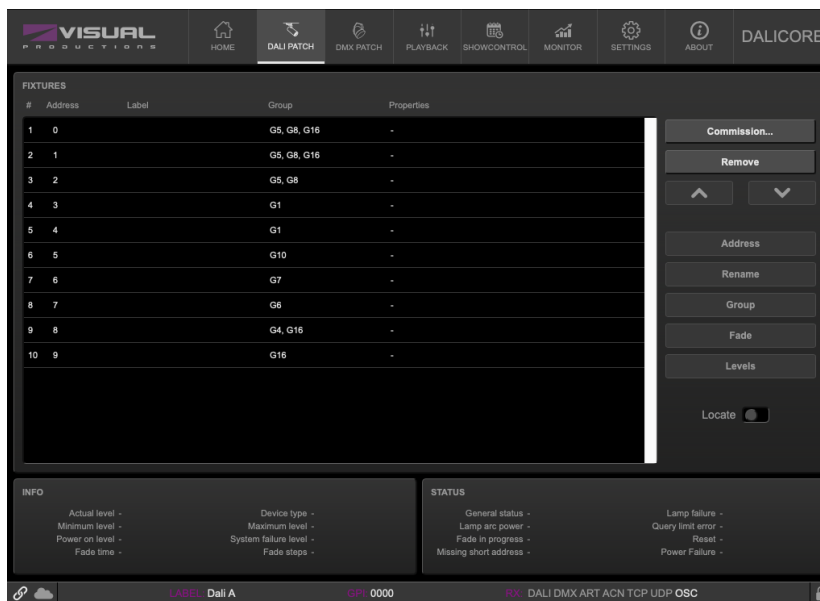 VISUAL
PRODUCTIONS
HOME
DALI PATCH
DMX PATCH
PLAYBACK
SHOWCONTROL
MONITOR
SETTINGS
ABOUT
DALICORE
FIXTURES
# Address Label Group Properties
1 0 G5, G8, G16 -
2 1 G5, G8, G16 -
3 2 G5, G8 -
4 3 G1 -
5 4 G1 -
6 5 G10 -
7 6 G7 -
8 7 G6 -
9 8 G4, G16 -
10 9 G16 -
Commission...
Remove
Address
Rename
Group
Fade
Levels
Locate
INFO
Actual level - Device type -
Minimum level - Maximum level -
Power on level - System failure level -
Fade time - Fade steps -
STATUS
General status - Lamp failure -
Lamp arc power - Query limit error -
Fade in progress - Reset -
Missing short address - Power Failure -
LABEL: Dali A GPI: 0000 RX: DALI DMX ART ACN TCP UDP OSC